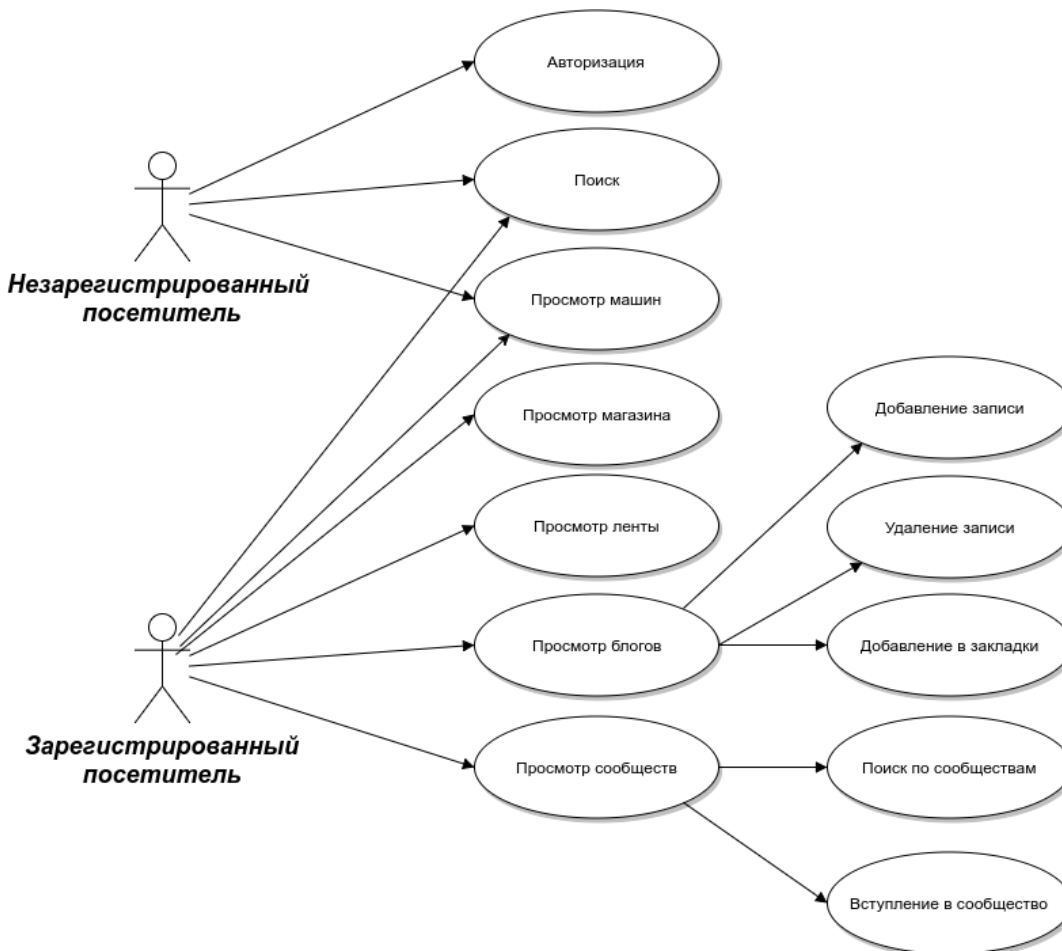 Авторизация
Поиск
Незарегистрированный
посетитель
Просмотр машин
Просмотр магазина
Добавление записи
Просмотр ленты
Удаление записи
Просмотр блогов
Добавление в закладки
Зарегистрированный
посетитель
Просмотр сообществ
Поиск по сообществам
Вступление в сообщество